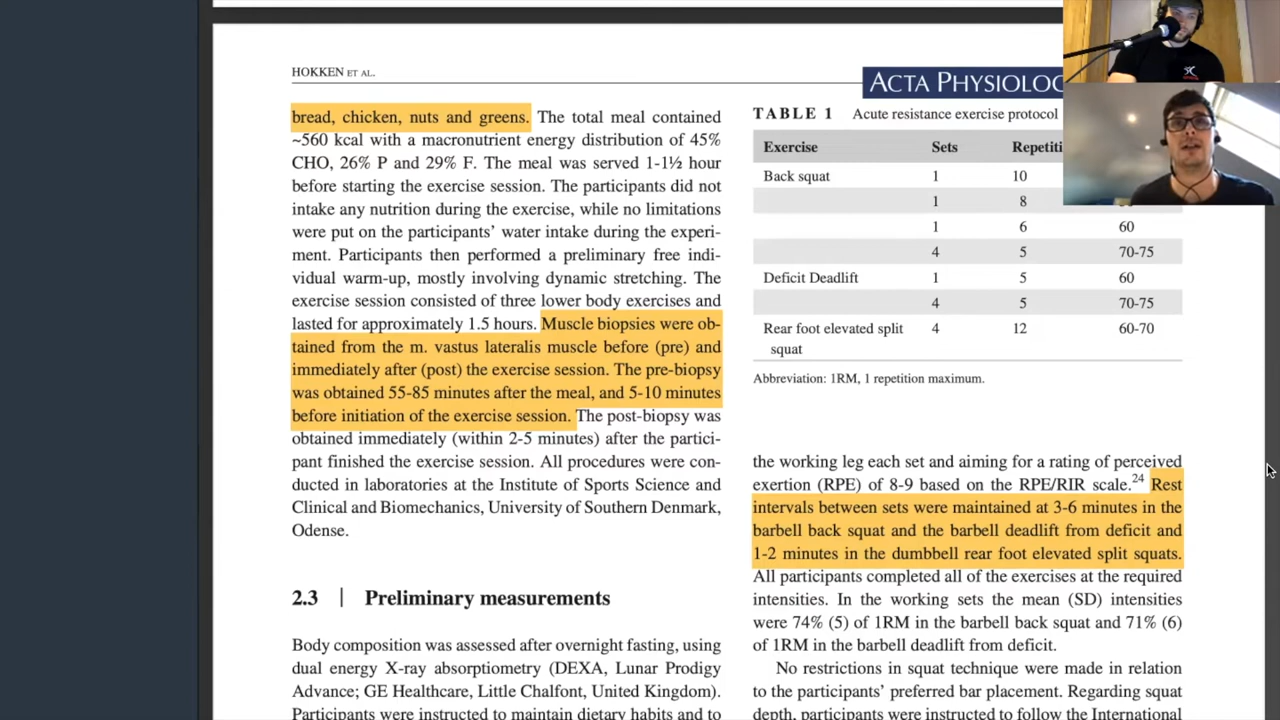 HOKKEN ET AL.
ACTA PHYSIOLOG
bread, chicken, nuts and greens. The total meal contained
~560 kcal with a macronutrient energy distribution of 45%
CHO, 26% P and 29% F. The meal was served 1-1½ hour
before starting the exercise session. The participants did not
intake any nutrition during the exercise, while no limitations
were put on the participants’ water intake during the experi-
ment. Participants then performed a preliminary free indi-
vidual warm-up, mostly involving dynamic stretching. The
exercise session consisted of three lower body exercises and
lasted for approximately 1.5 hours. Muscle biopsies were ob-
tained from the m. vastus lateralis muscle before (pre) and
immediately after (post) the exercise session. The pre-biopsy
was obtained 55-85 minutes after the meal, and 5-10 minutes
before initiation of the exercise session. The post-biopsy was
obtained immediately (within 2-5 minutes) after the partici-
pant finished the exercise session. All procedures were con-
ducted in laboratories at the Institute of Sports Science and
Clinical and Biomechanics, University of Southern Denmark,
Odense.
2.3 | Preliminary measurements
Body composition was assessed after overnight fasting, using
dual energy X-ray absorptiometry (DEXA, Lunar Prodigy
Advance; GE Healthcare, Little Chalfont, United Kingdom).
Participants were instructed to maintain dietary habits and to
TABLE 1 Acute resistance exercise protocol
Exercise Sets Repetiti
Back squat 1 10
1 8
1 6 60
4 5 70-75
Deficit Deadlift 1 5 60
4 5 70-75
Rear foot elevated split 4 12 60-70
squat
Abbreviation: 1RM, 1 repetition maximum.
the working leg each set and aiming for a rating of perceived
exertion (RPE) of 8-9 based on the RPE/RIR scale.24 Rest
intervals between sets were maintained at 3-6 minutes in the
barbell back squat and the barbell deadlift from deficit and
1-2 minutes in the dumbbell rear foot elevated split squats.
All participants completed all of the exercises at the required
intensities. In the working sets the mean (SD) intensities
were 74% (5) of 1RM in the barbell back squat and 71% (6)
of 1RM in the barbell deadlift from deficit.
No restrictions in squat technique were made in relation
to the participants’ preferred bar placement. Regarding squat
depth, participants were instructed to follow the International